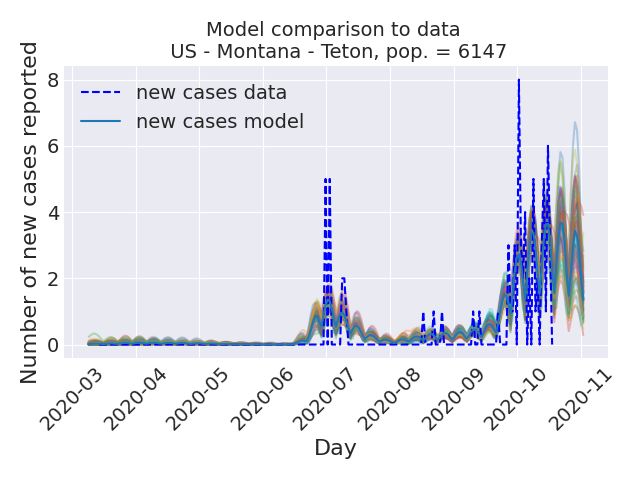 Model comparison to data
US - Montana - Teton, pop. = 6147
Number of new cases reported
8
6
4
2
0
new cases data
new cases model
2020-03
2020-04
2020-05
2020-06
2020-07
2020-08
2020-09
2020-10
2020-11
Day